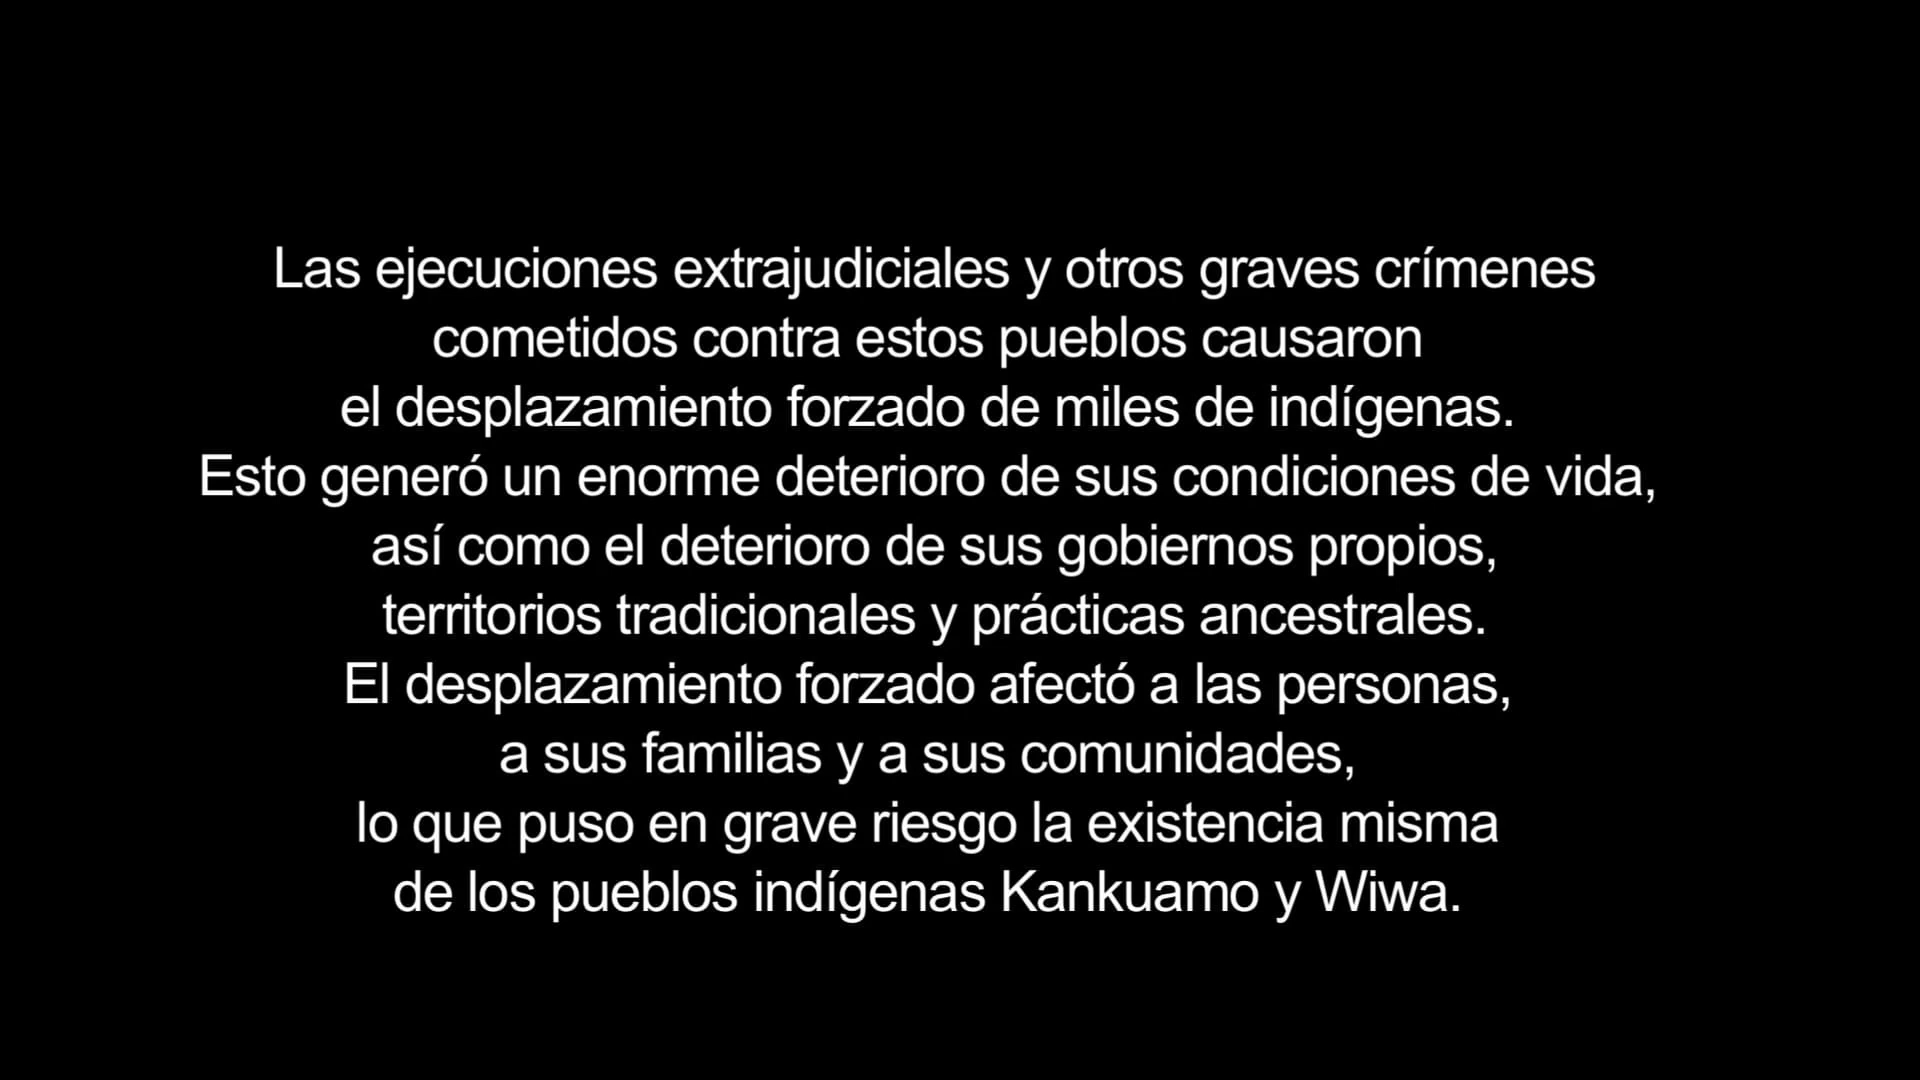 Las ejecuciones extrajudiciales y otros graves crímenes
cometidos contra estos pueblos causaron
el desplazamiento forzado de miles de indígenas.
Esto generó un enorme deterioro de sus condiciones de vida,
así como el deterioro de sus gobiernos propios,
territorios tradicionales y prácticas ancestrales.
El desplazamiento forzado afectó a las personas,
a sus familias y a sus comunidades,
lo que puso en grave riesgo la existencia misma
de los pueblos indígenas Kankuamo y Wiwa.